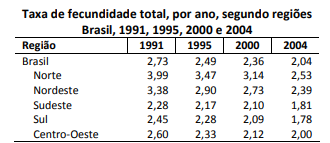 Taxa de fecundidade total, por ano, segundo regiões
Brasil, 1991, 1995, 2000 e 2004
Região 1991 1995 2000 2004
Brasil 2,73 2,49 2,36 2,04
Norte 3,99 3,47 3,14 2,53
Nordeste 3,38 2,90 2,73 2,39
Sudeste 2,28 2,17 2,10 1,81
Sul 2,45 2,28 2,09 1,78
Centro-Oeste 2,60 2,33 2,12 2,00